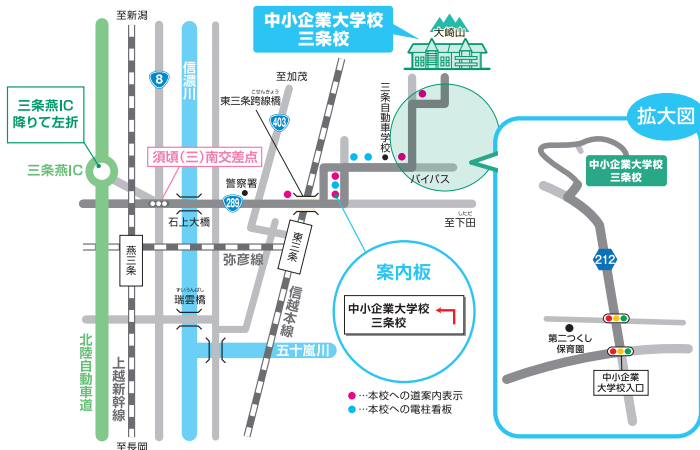 至新潟
中小企業大学校
三条校
大崎山
8
信濃川
至加茂
こせんきょう
東三条跨線橋
403
三条自動車学校
拡大図
三条燕IC
降りて左折
三条燕IC
須頃(三)南交差点
警察署
289
石上大橋
バイパス
しただ
至下田
中小企業大学校
三条校
212
燕三条
弥彦線
東三条
ずいうんばし
瑞雲橋
信越本線
案内板
中小企業大学校
三条校
第二つくし
保育園
中小企業
大学校入口
五十嵐川
北陸自動車道
上越新幹線
至長岡
●…本校への道案内表示
●…本校への電柱看板